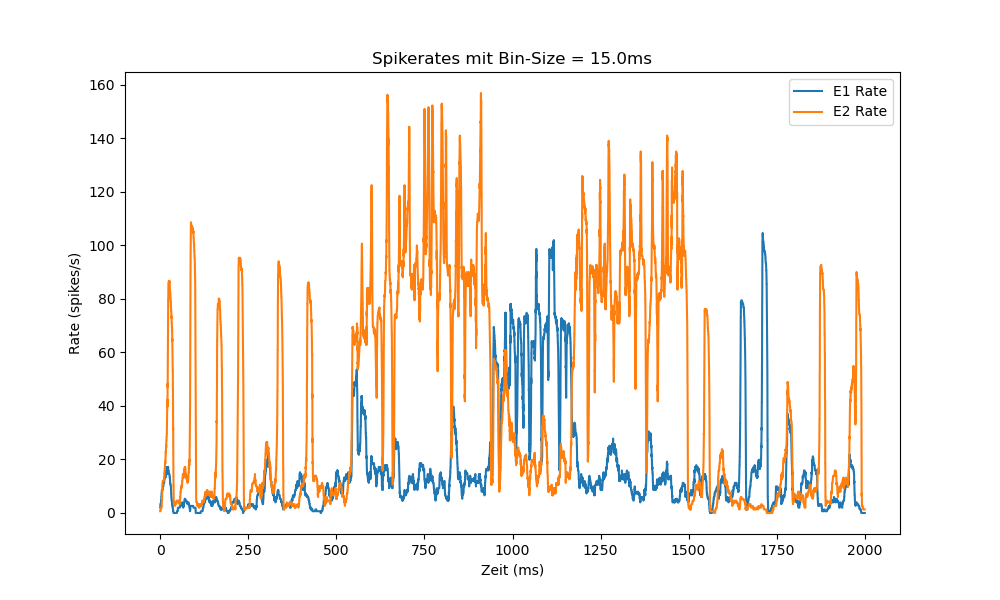 Spikerates mit Bin-Size = 15.0ms
E1 Rate
E2 Rate
160
140
120
100
80
60
40
20
0
Rate (spikes/s)
0 250 500 750 1000 1250 1500 1750 2000
Zeit (ms)